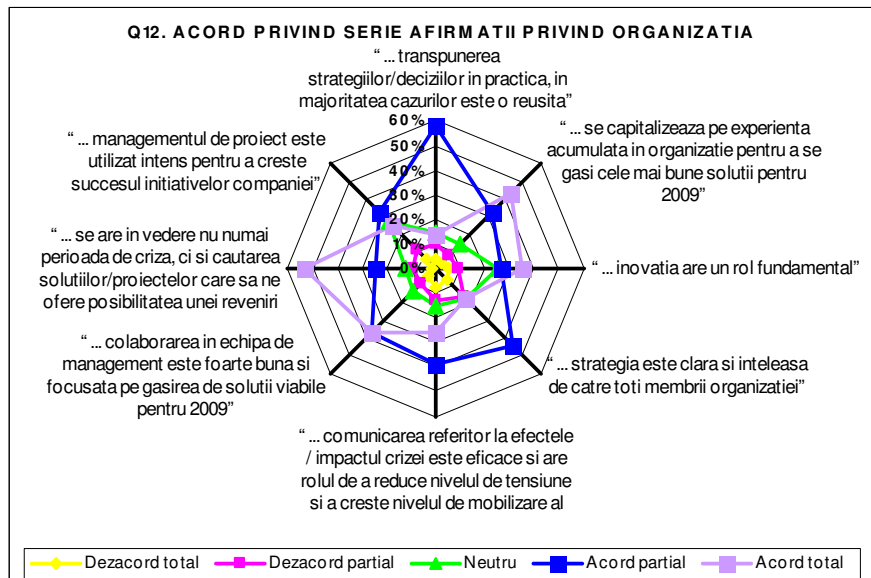 Q12. ACORD PRIVIND SERIE AFIRMATII PRIVIND ORGANIZATIA
“ ... transpunerea
strategiilor/deciziilor in practica, in
majoritatea cazurilor este o reusita”
“ ... se capitalizeaza pe experienta
acumulata in organizatie pentru a se
gasi cele mai bune solutii pentru
2009”
“ ... inovatia are un rol fundamental”
“ ... strategia este clara si inteleasa
de catre toti membrii organizatiei”
“ ... comunicarea referitor la efectele
/ impactul crizei este eficace si are
rolul de a reduce nivelul de tensiune
si a creste nivelul de mobilizare al
“ ... colaborarea in echipa de
management este foarte buna si
focusata pe gasirea de solutii viabile
pentru 2009”
“ ... se are in vedere nu numai
perioada de criza, ci si cautarea
solutiilor/proiectelor care sa ne
ofere posibilitatea unei reveniri
“ ... managementul de proiect este
utilizat intens pentru a creste
succesul initiativelor companiei”
60%
50%
40%
30%
20%
10%
0%
Dezacord total
Dezacord partial
Neutru
Acord partial
Acord total